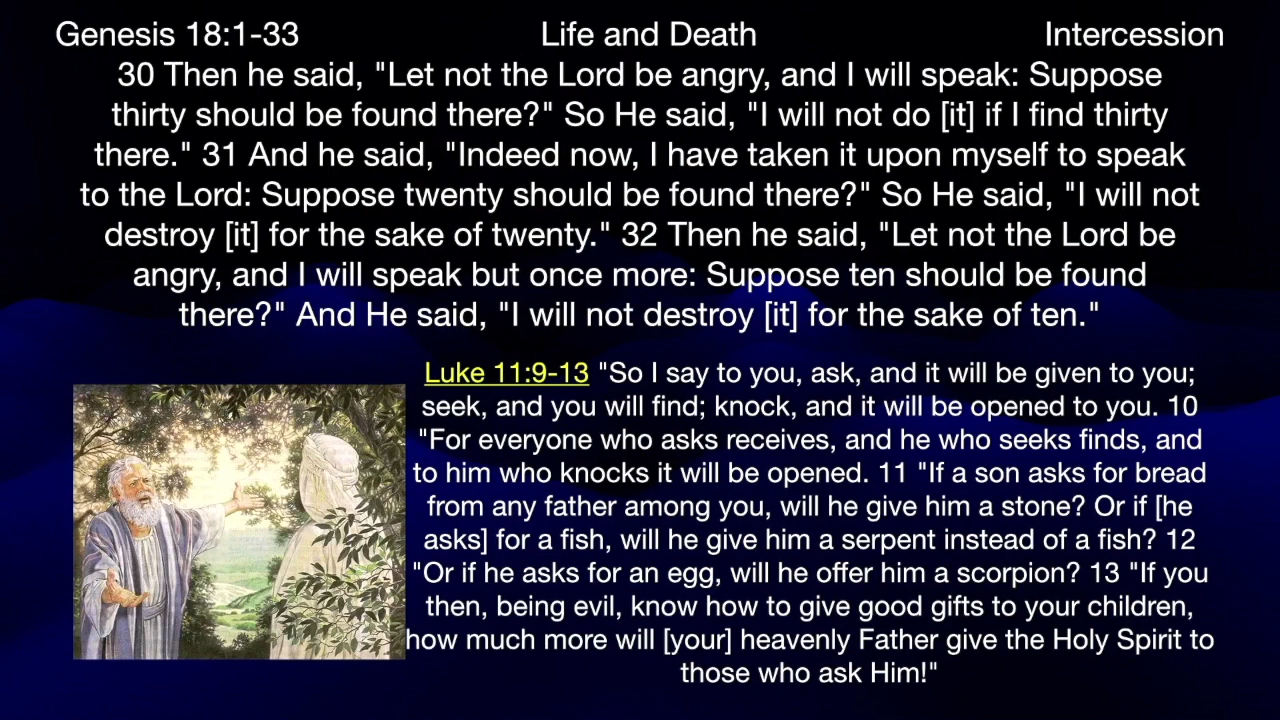 Genesis 18:1-33 Life and Death Intercession
30 Then he said, "Let not the Lord be angry, and I will speak: Suppose
thirty should be found there?" So He said, "I will not do [it] if I find thirty
there." 31 And he said, "Indeed now, I have taken it upon myself to speak
to the Lord: Suppose twenty should be found there?" So He said, "I will not
destroy [it] for the sake of twenty." 32 Then he said, "Let not the Lord be
angry, and I will speak but once more: Suppose ten should be found
there?" And He said, "I will not destroy [it] for the sake of ten."
Luke 11:9-13 "So I say to you, ask, and it will be given to you;
seek, and you will find; knock, and it will be opened to you. 10
"For everyone who asks receives, and he who seeks finds, and
to him who knocks it will be opened. 11 "If a son asks for bread
from any father among you, will he give him a stone? Or if [he
asks] for a fish, will he give him a serpent instead of a fish? 12
"Or if he asks for an egg, will he offer him a scorpion? 13 "If you
then, being evil, know how to give good gifts to your children,
how much more will [your] heavenly Father give the Holy Spirit to
those who ask Him!"